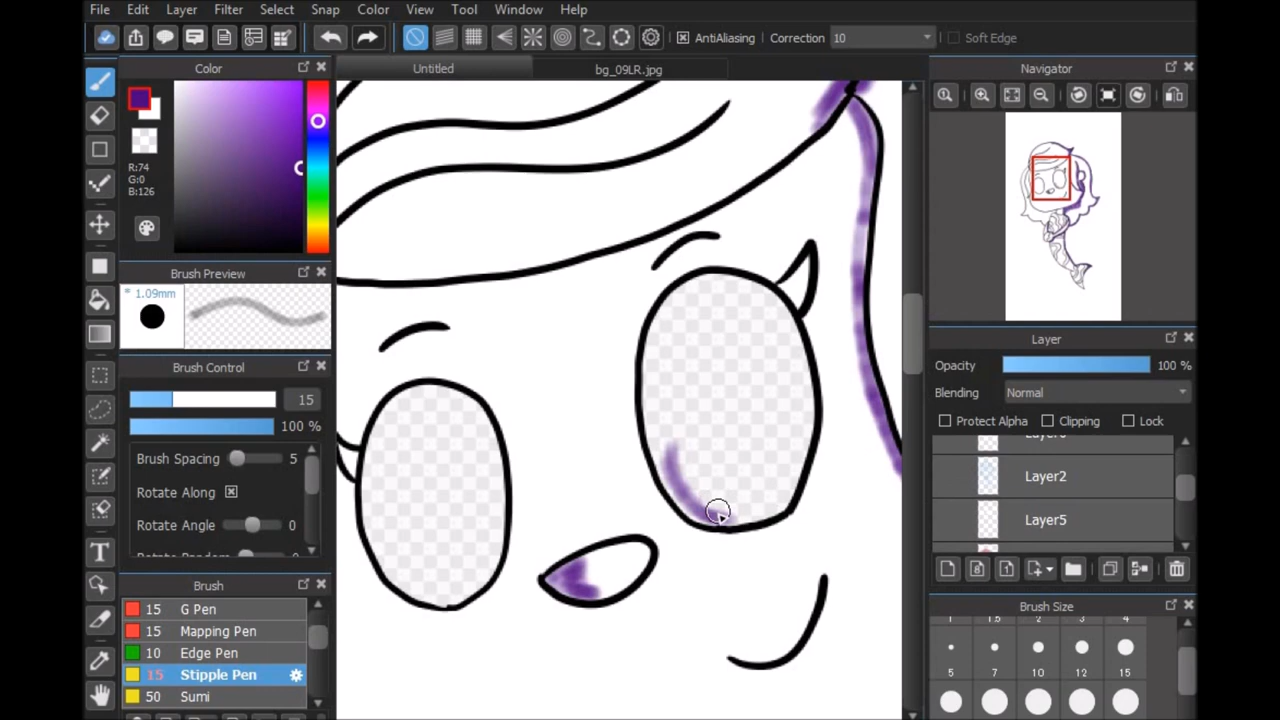 File Edit Layer Filter Select Snap Color Tool Window Help
AntiAliasing Correction 10 Soft Edge
Color
Untitled
bg_09LR.jpg
Navigator
R:74
G:0
B:126
Brush Preview
* 1.09mm
Layer
Opacity 100 %
Brush Control
Blending Normal
15
Protect Alpha Clipping Lock
100 %
Brush Spacing 5
Layer2
Rotate Along
Layer5
Rotate Angle 0
T
Brush
Brush Size
15 G Pen
1 1.5 2 3 4
15 Mapping Pen
10 Edge Pen
15 Stipple Pen
5 7 10 12 15
50 Sumi